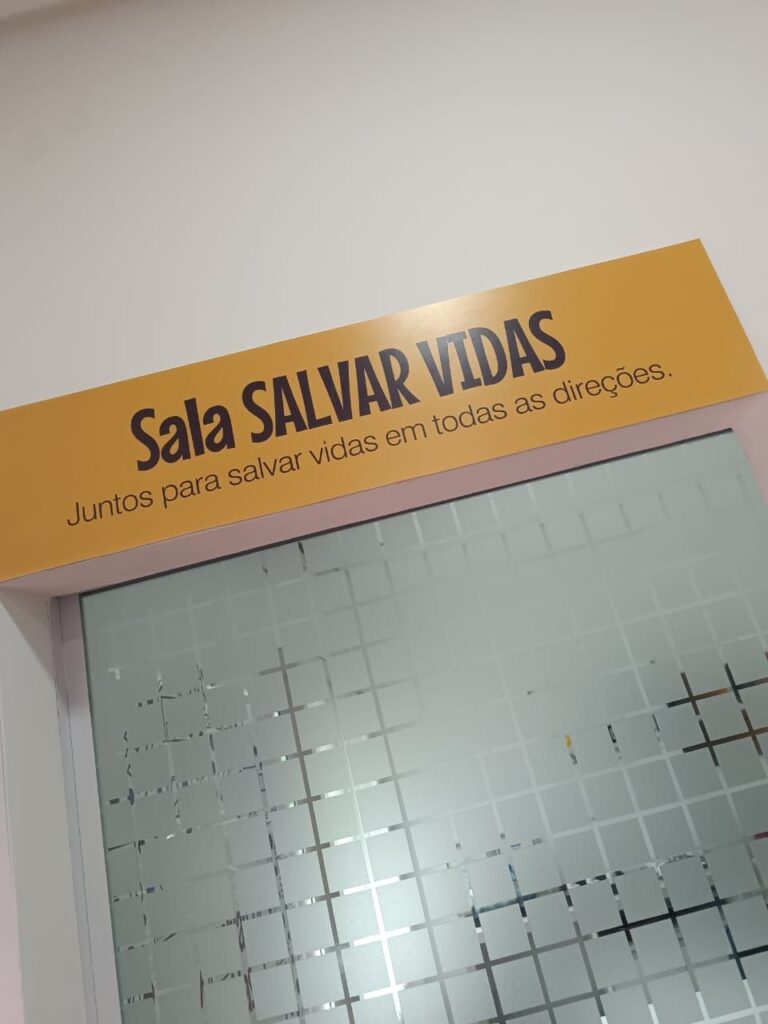 Sala SALVAR VIDAS
Juntos para salvar vidas em todas as direções.